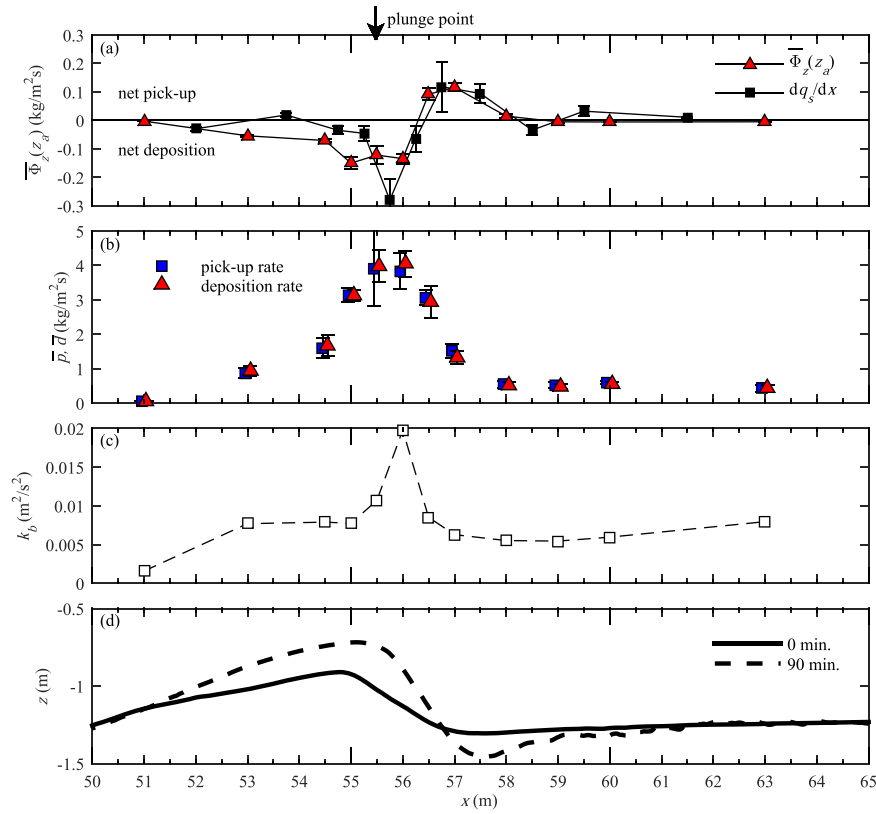 plunge point
0.3
(a)
Φ̅z(za)
0.2
dqs/dx
0.1
net pick-up
0
net deposition
-0.1
-0.2
-0.3
Φ̅z(za) (kg/m²s)
5
(b)
pick-up rate
4
deposition rate
3
2
1
0
p̅, d̅ (kg/m²s)
0.02
(c)
0.015
0.01
0.005
0
kb (m²/s²)
-0.5
(d)
0 min.
90 min.
-1
-1.5
z (m)
50 51 52 53 54 55 56 57 58 59 60 61 62 63 64 65
x (m)